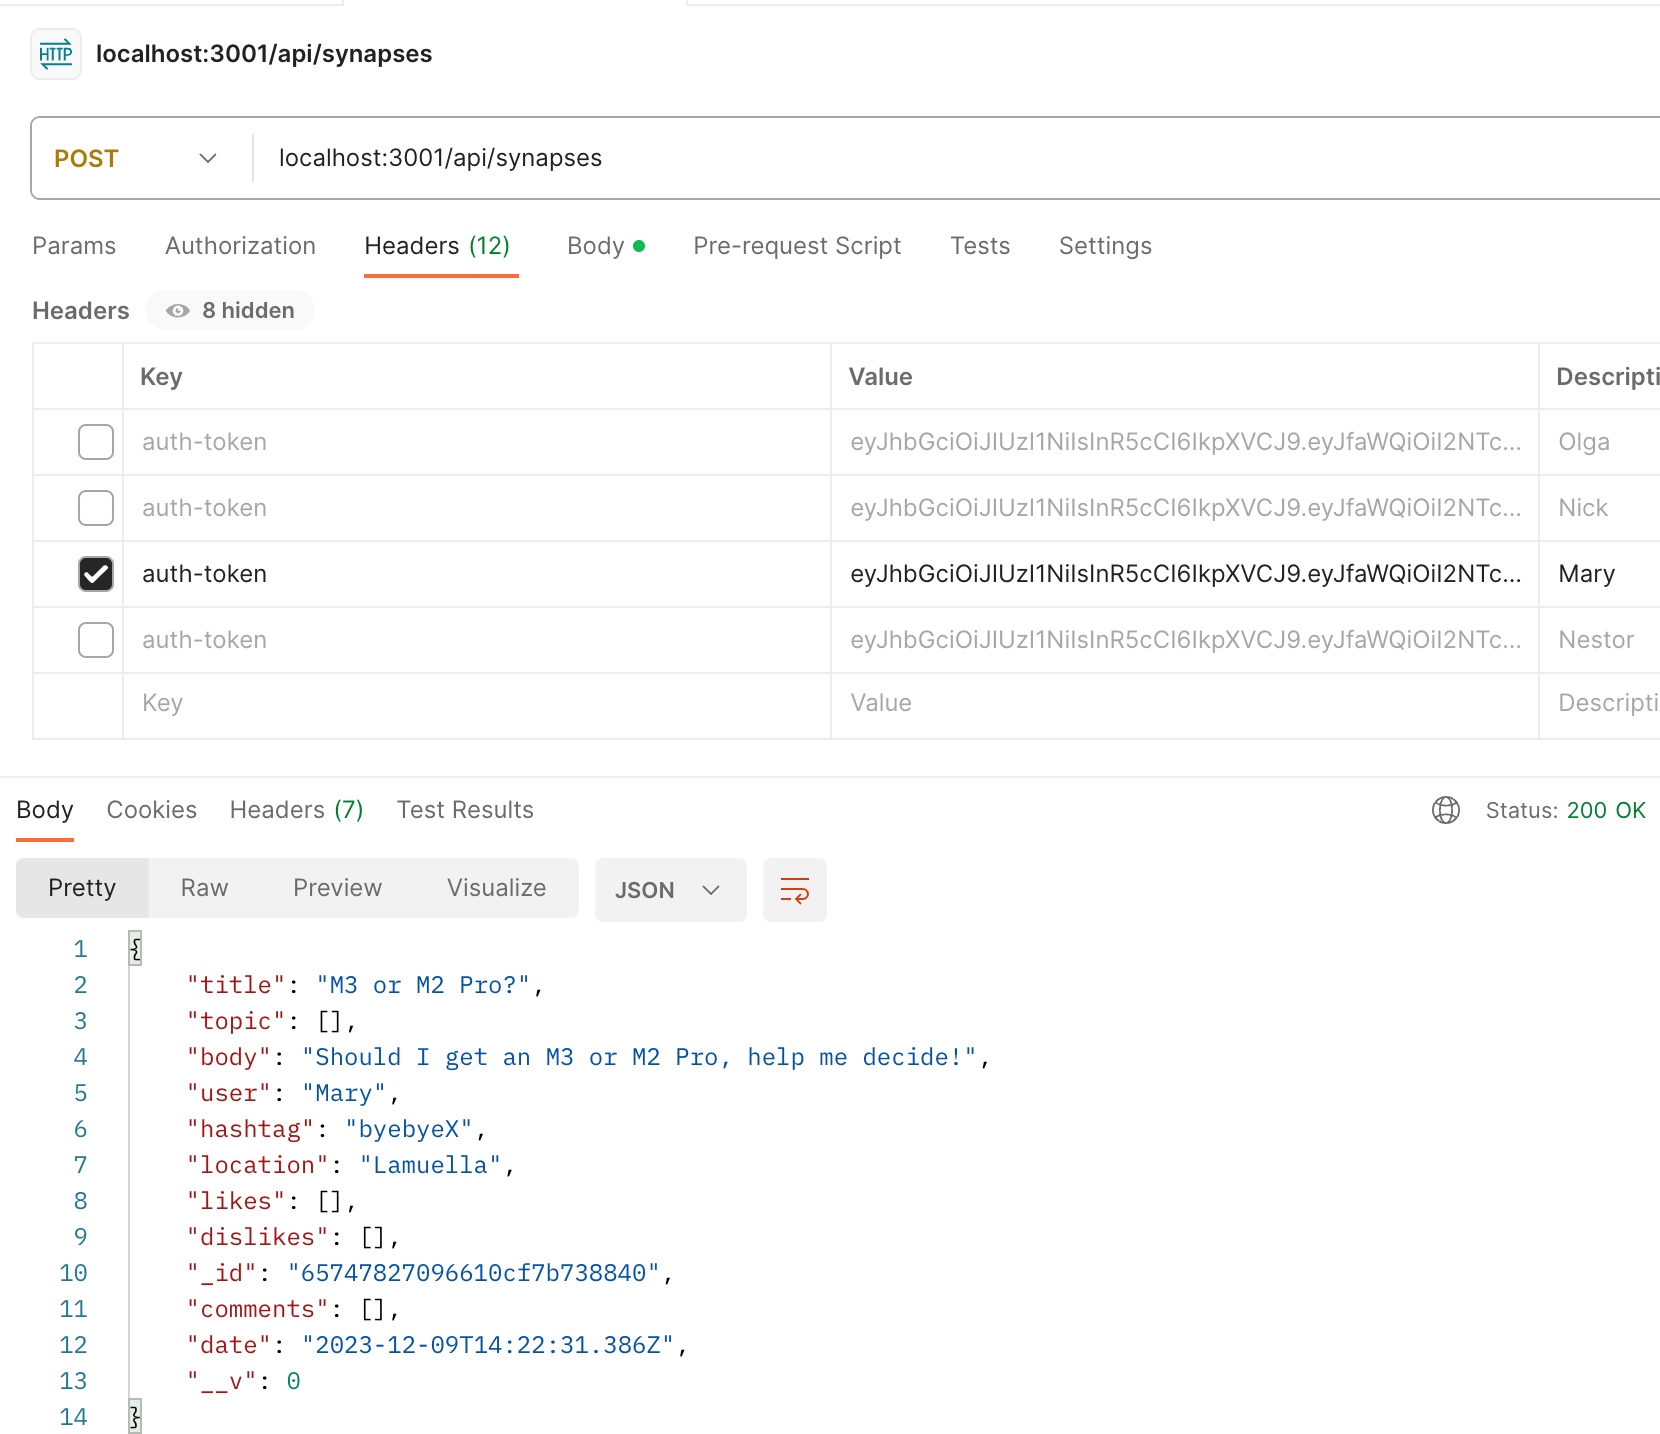 HTTP localhost:3001/api/synapses
POST localhost:3001/api/synapses
Params Authorization Headers (12) Body Pre-request Script Tests Settings
Headers 8 hidden
Key Value Descripti
auth-token eyJhbGciOiJIUzI1NiIsInR5cCI6IkpXVCJ9.eyJfaWQiOiI2NTc... Olga
auth-token eyJhbGciOiJIUzI1NiIsInR5cCI6IkpXVCJ9.eyJfaWQiOiI2NTc... Nick
auth-token eyJhbGciOiJIUzI1NiIsInR5cCI6IkpXVCJ9.eyJfaWQiOiI2NTc... Mary
auth-token eyJhbGciOiJIUzI1NiIsInR5cCI6IkpXVCJ9.eyJfaWQiOiI2NTc... Nestor
Key Value Descripti
Body Cookies Headers (7) Test Results Status: 200 OK
Pretty Raw Preview Visualize JSON
1 {
2 "title": "M3 or M2 Pro?",
3 "topic": [],
4 "body": "Should I get an M3 or M2 Pro, help me decide!",
5 "user": "Mary",
6 "hashtag": "byebyeX",
7 "location": "Lamuella",
8 "likes": [],
9 "dislikes": [],
10 "_id": "65747827096610cf7b738840",
11 "comments": [],
12 "date": "2023-12-09T14:22:31.386Z",
13 "__v": 0
14 }